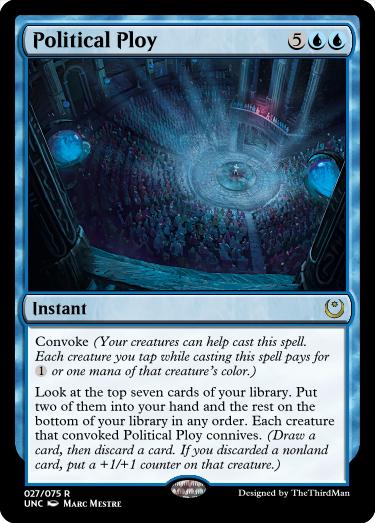 Political Ploy 5
Instant
Convoke (Your creatures can help cast this spell.
Each creature you tap while casting this spell pays for
1 or one mana of that creature's color.)
Look at the top seven cards of your library. Put
two of them into your hand and the rest on the
bottom of your library in any order. Each creature
that convoked Political Ploy connives. (Draw a
card, then discard a card. If you discarded a nonland
card, put a +1/+1 counter on that creature.)
027/075 R
UNC Marc Mestre Designed by TheThirdMan